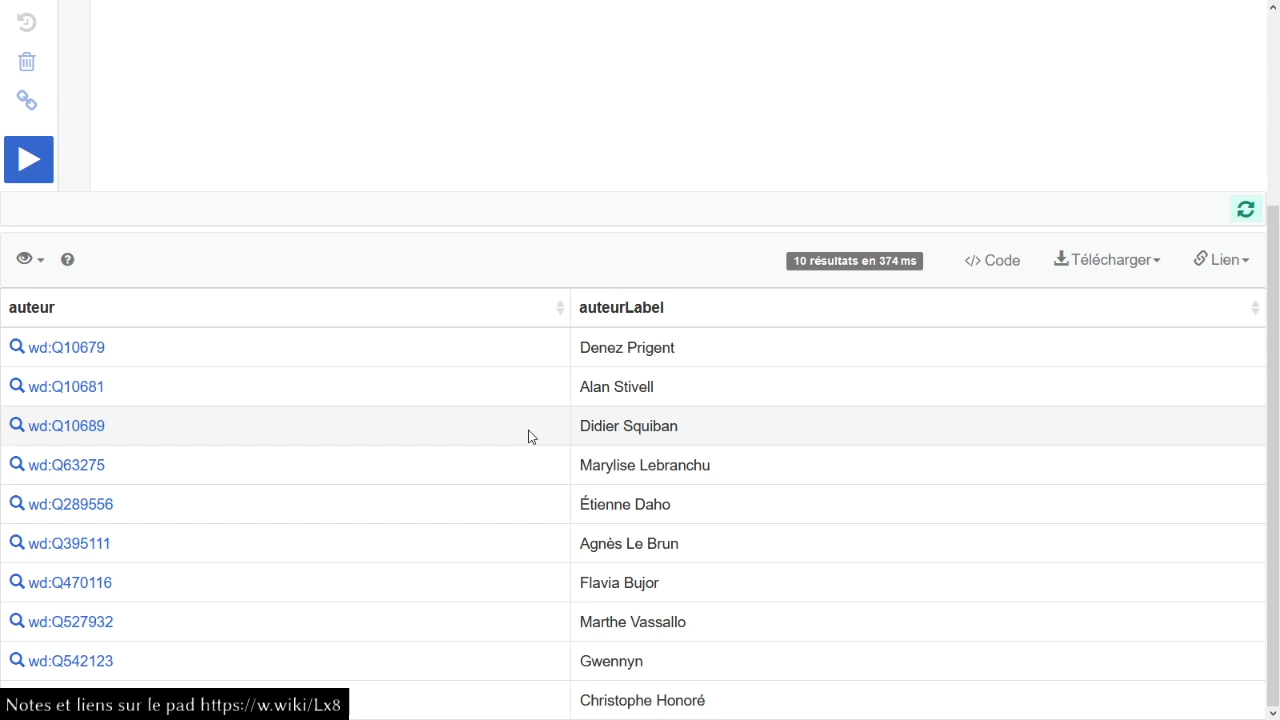 10 résultats en 374 ms </> Code Télécharger Lien
auteur auteurLabel
wd:Q10679 Denez Prigent
wd:Q10681 Alan Stivell
wd:Q10689 Didier Squiban
wd:Q63275 Marylise Lebranchu
wd:Q289556 Étienne Daho
wd:Q395111 Agnès Le Brun
wd:Q470116 Flavia Bujor
wd:Q527932 Marthe Vassallo
wd:Q542123 Gwennyn
Christophe Honoré
Notes et liens sur le pad https://w.wiki/Lx8